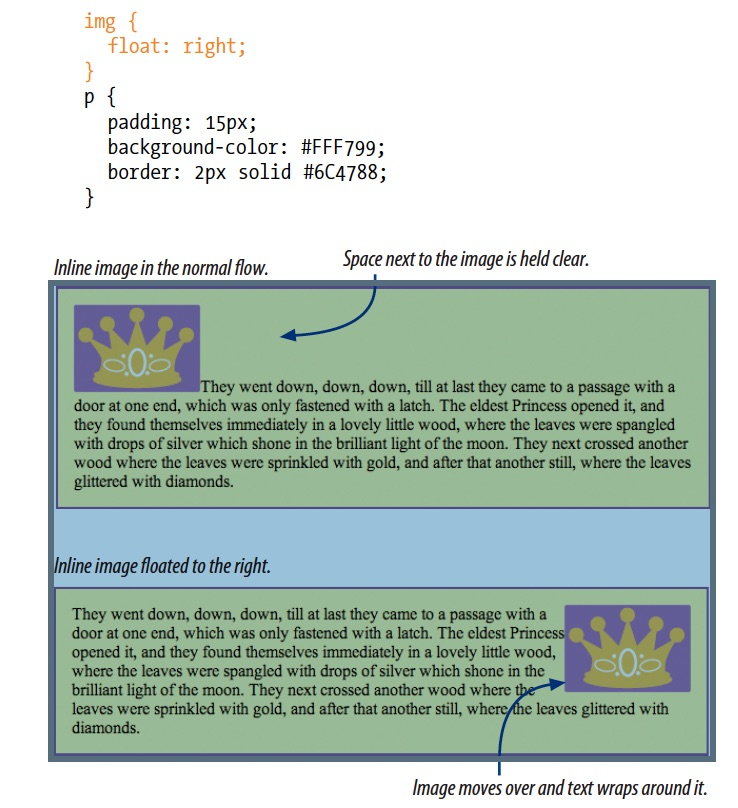 img {
float: right;
}
p {
padding: 15px;
background-color: #FFF799;
border: 2px solid #6C4788;
}
Inline image in the normal flow.
Space next to the image is held clear.
They went down, down, down, till at last they came to a passage with a
door at one end, which was only fastened with a latch. The eldest Princess opened it, and
they found themselves immediately in a lovely little wood, where the leaves were spangled
with drops of silver which shone in the brilliant light of the moon. They next crossed another
wood where the leaves were sprinkled with gold, and after that another still, where the leaves
glittered with diamonds.
Inline image floated to the right.
They went down, down, down, till at last they came to a passage with a
door at one end, which was only fastened with a latch. The eldest Princess
opened it, and they found themselves immediately in a lovely little wood,
where the leaves were spangled with drops of silver which shone in the
brilliant light of the moon. They next crossed another wood where the
leaves were sprinkled with gold, and after that another still, where the leaves glittered with
diamonds.
Image moves over and text wraps around it.